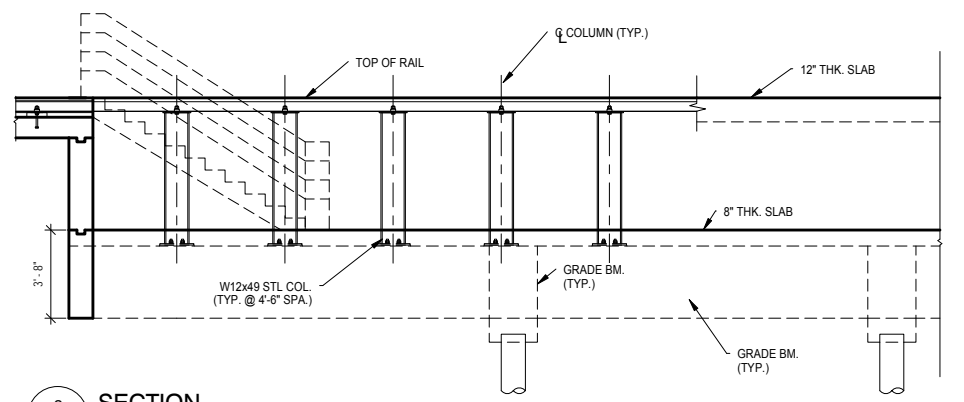 ℄ COLUMN (TYP.)
TOP OF RAIL
12" THK. SLAB
8" THK. SLAB
3' - 8"
W12x49 STL COL.
(TYP. @ 4'-6" SPA.)
GRADE BM.
(TYP.)
GRADE BM.
(TYP.)
SECTION